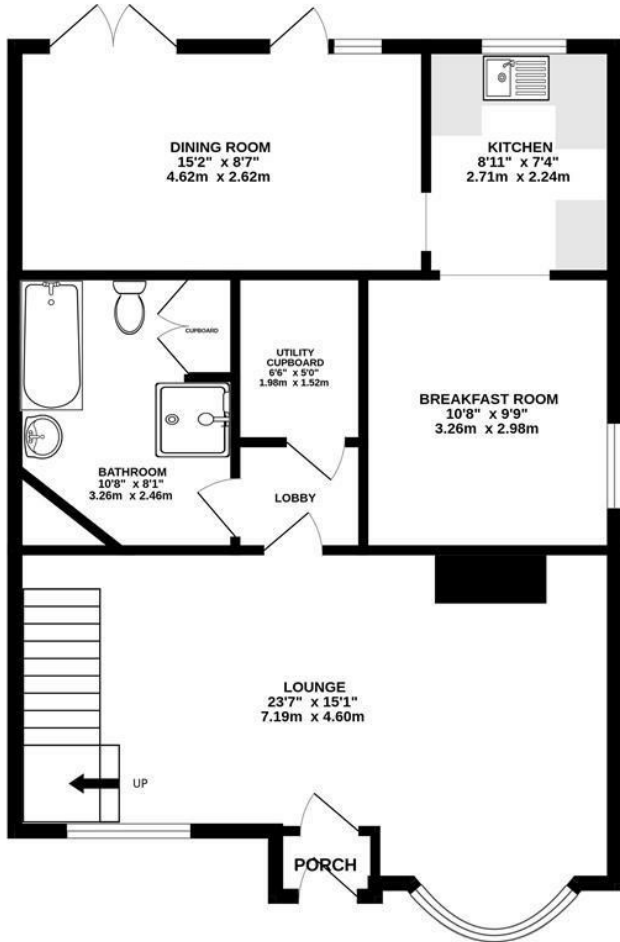 DINING ROOM
15'2" x 8'7"
4.62m x 2.62m
KITCHEN
8'11" x 7'4"
2.71m x 2.24m
CUPBOARD
UTILITY
CUPBOARD
6'6" x 5'0"
1.98m x 1.52m
BREAKFAST ROOM
10'8" x 9'9"
3.26m x 2.98m
BATHROOM
10'8" x 8'1"
3.26m x 2.46m
LOBBY
LOUNGE
23'7" x 15'1"
7.19m x 4.60m
UP
PORCH